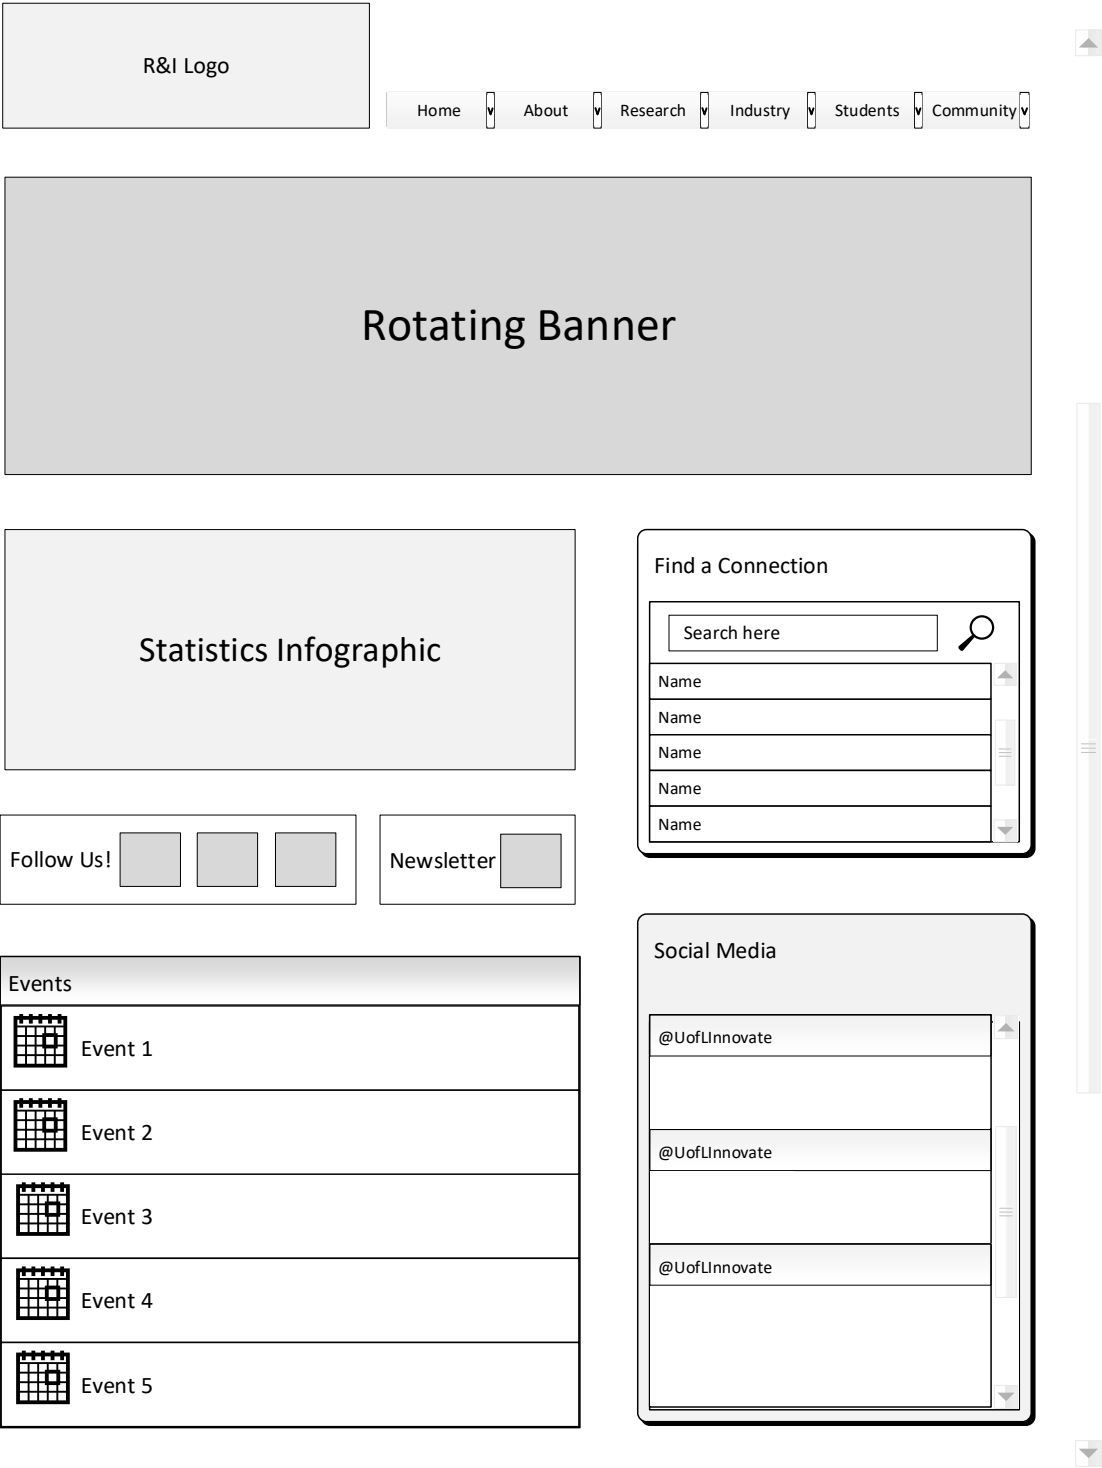 R&I Logo
Home v About v Research v Industry v Students v Community v
Rotating Banner
Statistics Infographic
Follow Us!
Newsletter
Events
Event 1
Event 2
Event 3
Event 4
Event 5
Find a Connection
Search here
Name
Name
Name
Name
Name
Social Media
@UofLInnovate
@UofLInnovate
@UofLInnovate